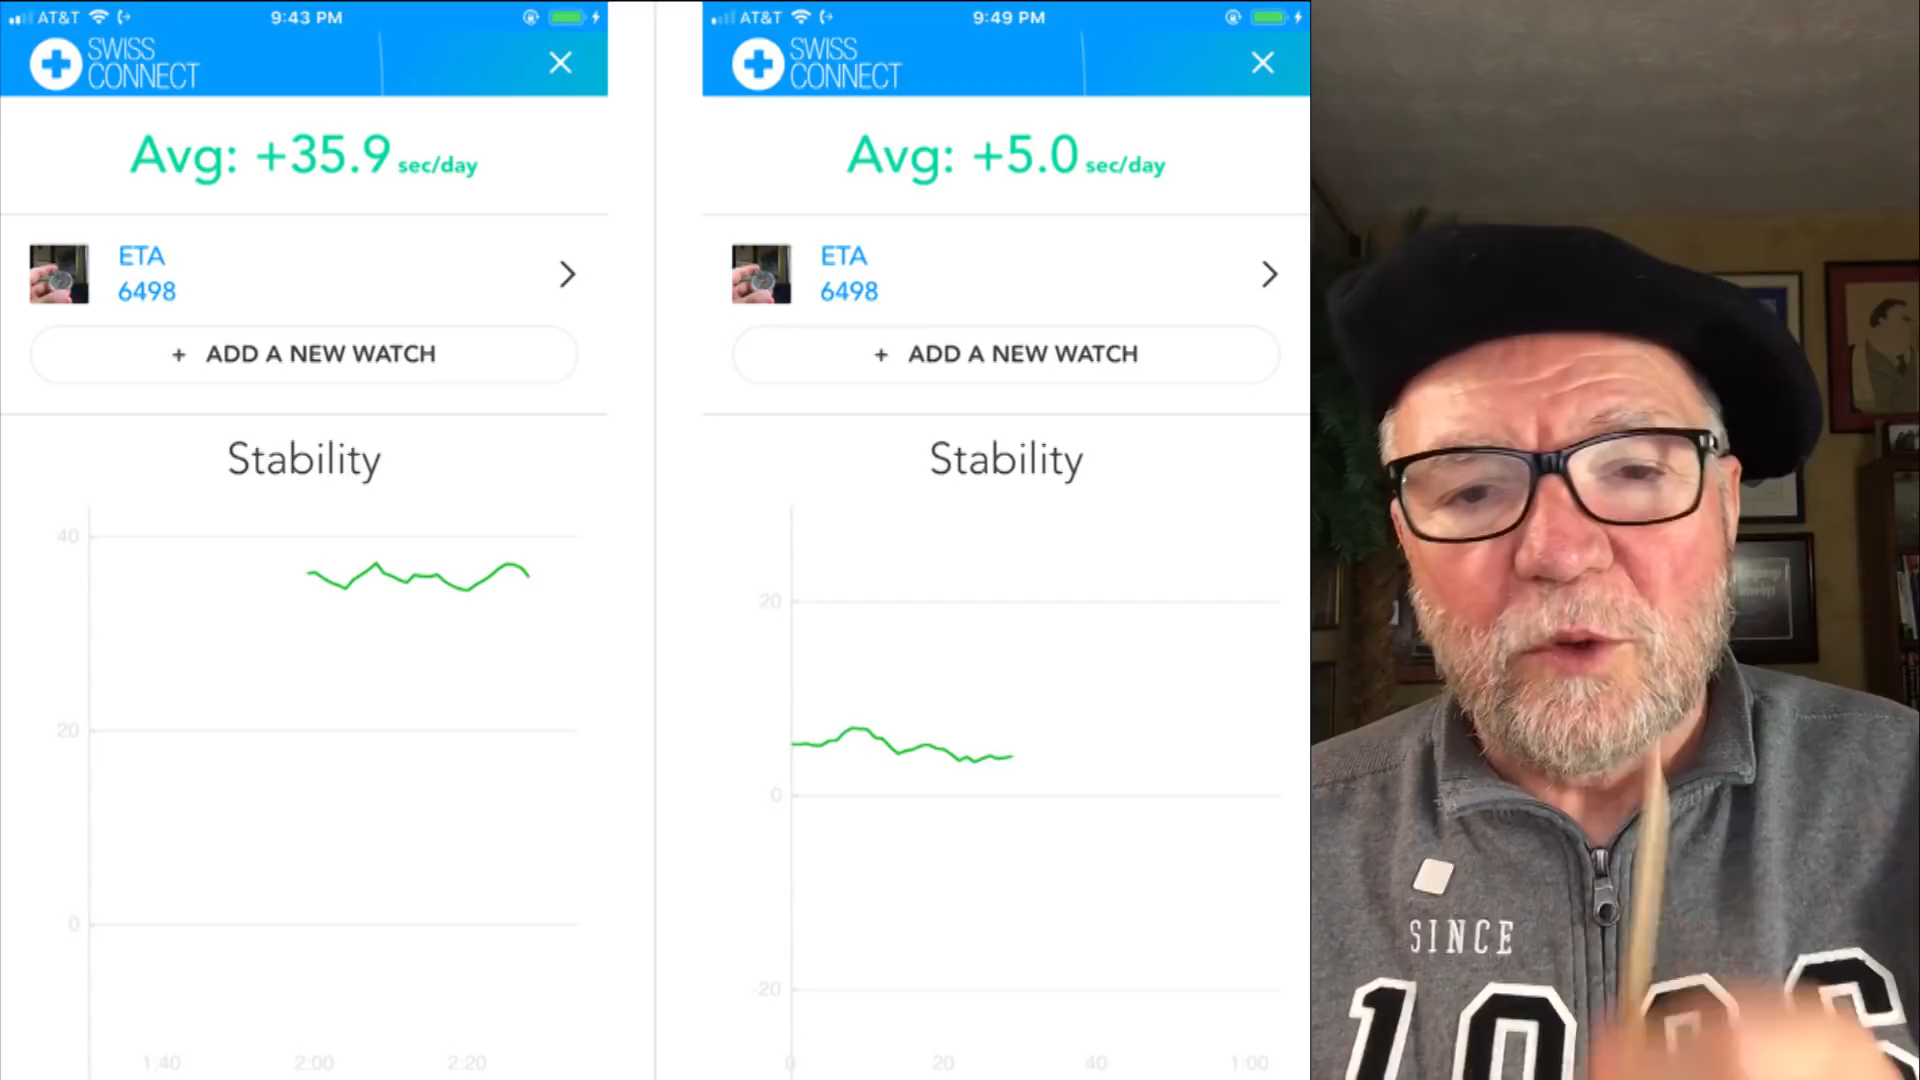 AT&T 9:43 PM
SWISS
CONNECT
Avg: +35.9 sec/day
ETA
6498
+ ADD A NEW WATCH
Stability
40
20
0
1:40 2:00 2:20
AT&T 9:49 PM
SWISS
CONNECT
Avg: +5.0 sec/day
ETA
6498
+ ADD A NEW WATCH
Stability
20
0
-20
0 20 40 1:00
SINCE